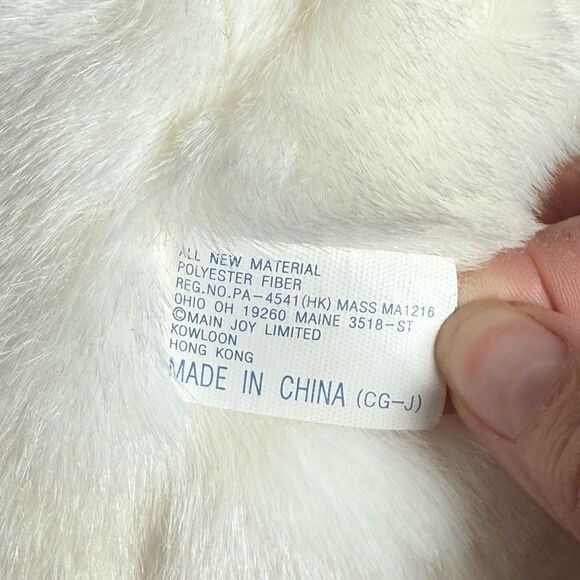 ALL NEW MATERIAL
POLYESTER FIBER
REG.NO.PA-4541(HK) MASS MA1216
OHIO OH 19260 MAINE 3518-ST
©MAIN JOY LIMITED
KOWLOON
HONG KONG
MADE IN CHINA (CG-J)